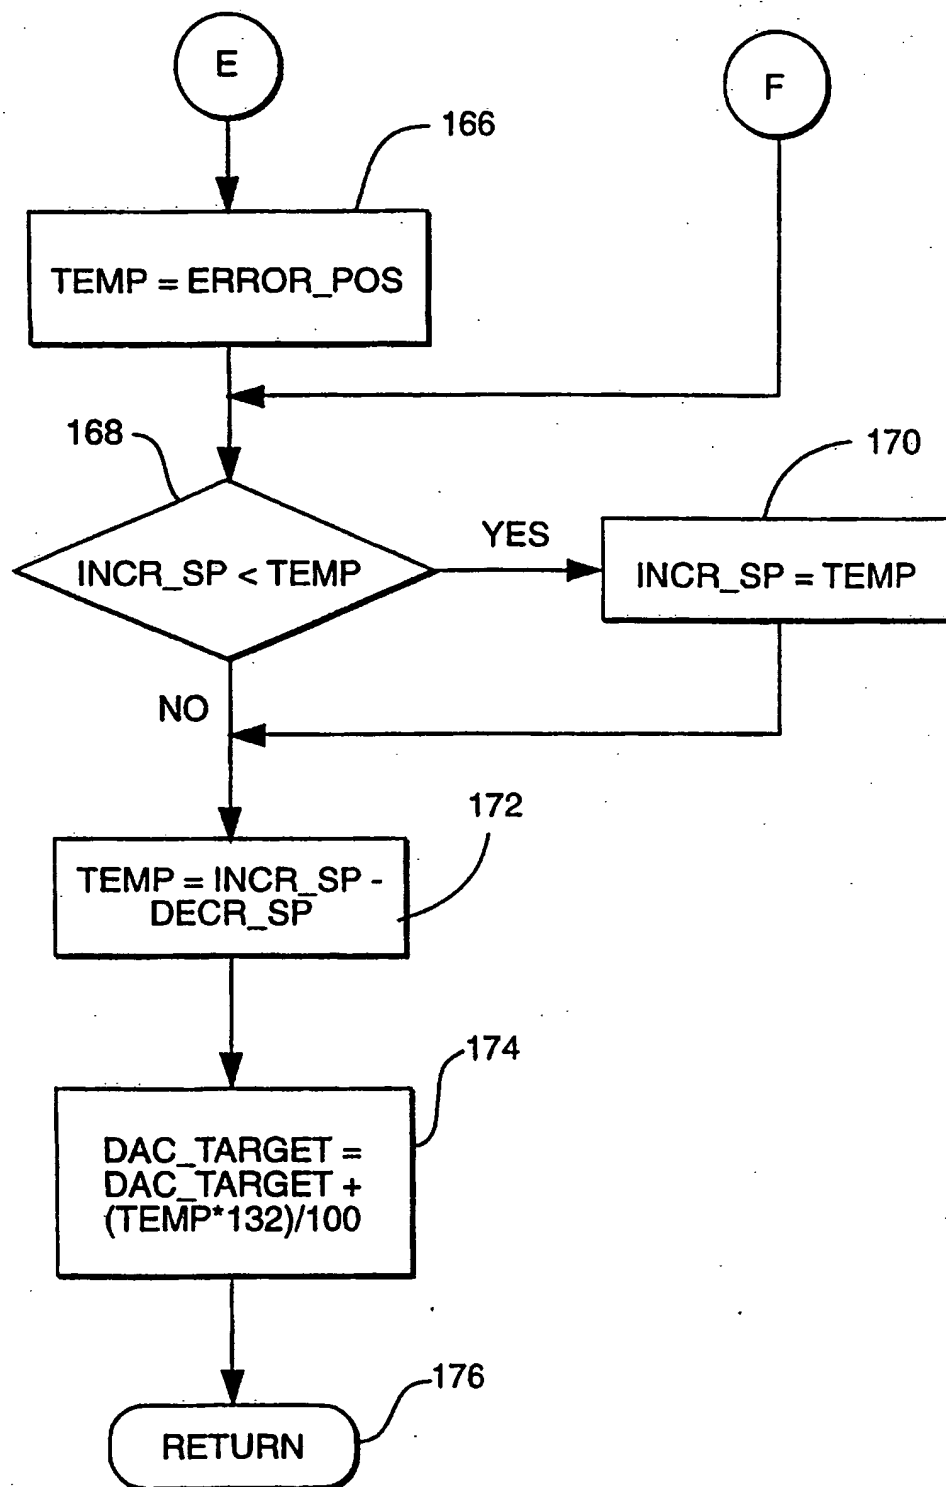 E
F
166
TEMP = ERROR_POS
168
170
YES
INCR_SP < TEMP
INCR_SP = TEMP
NO
172
TEMP = INCR_SP -
DECR_SP
174
DAC_TARGET =
DAC_TARGET +
(TEMP*132)/100
176
RETURN